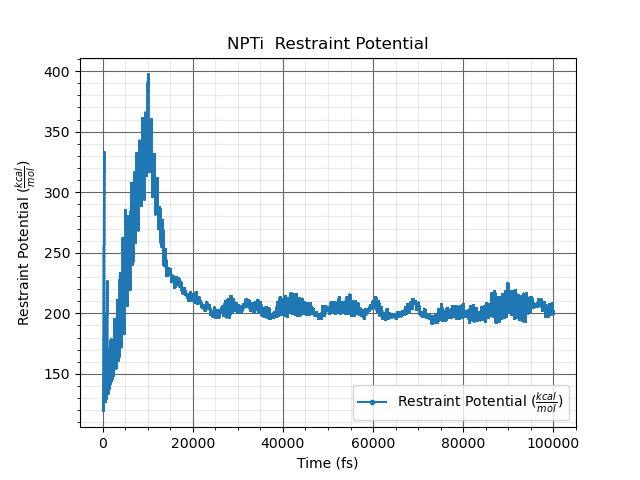 NPTi  Restraint Potential
400
350
300
250
200
150
Restraint Potential (kcal/mol)
Restraint Potential (kcal/mol)
0 20000 40000 60000 80000 100000
Time (fs)